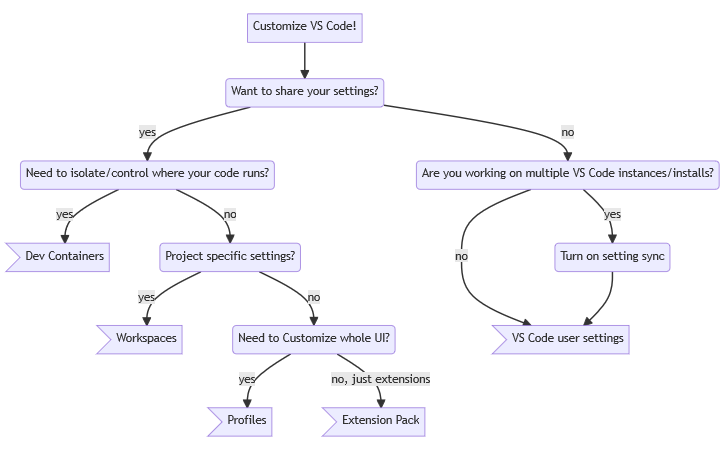 Customize VS Code!
Want to share your settings?
yes
no
Need to isolate/control where your code runs?
Are you working on multiple VS Code instances/installs?
yes
no
yes
Dev Containers
Project specific settings?
no
Turn on setting sync
yes
no
Workspaces
Need to Customize whole UI?
VS Code user settings
yes
no, just extensions
Profiles
Extension Pack